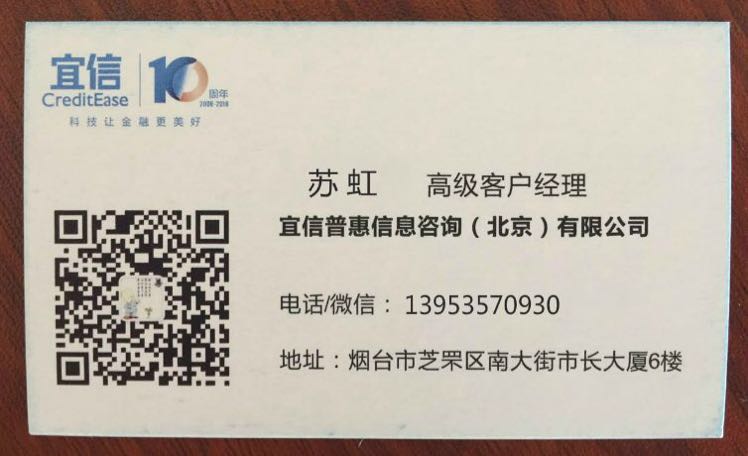 宜信
CreditEase
10
周年
2006-2016
科技让金融更美好
苏虹 高级客户经理
宜信普惠信息咨询（北京）有限公司
电话/微信：13953570930
地址：烟台市芝罘区南大街市长大厦6楼